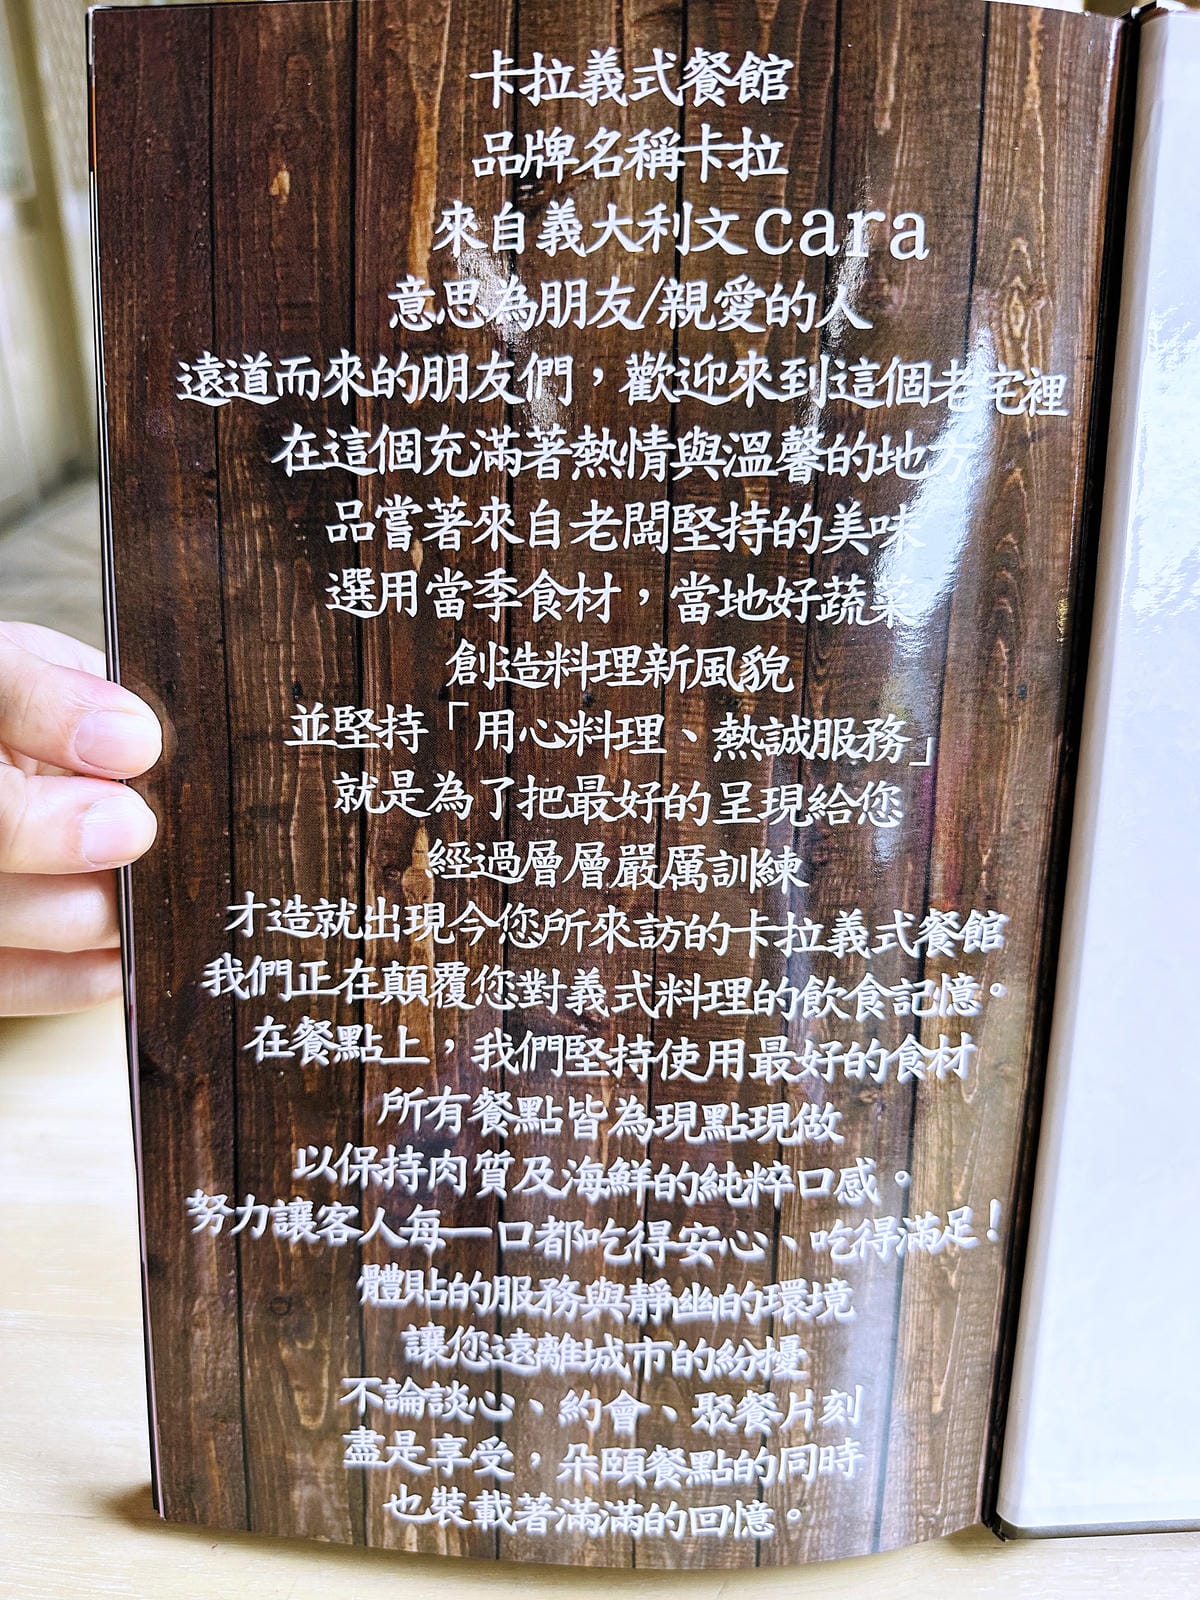 卡拉義式餐館
品牌名稱卡拉
來自義大利文cara
意思為朋友/親愛的人
遠道而來的朋友們，歡迎來到這個老宅裡
在這個充滿著熱情與溫馨的地方
品嘗著來自老闆堅持的美味
選用當季食材，當地好蔬菜
創造料理新風貌
並堅持「用心料理、熱誠服務」
就是為了把最好的呈現給您
經過層層嚴厲訓練
才造就出現今您所來訪的卡拉義式餐館
我們正在顛覆您對義式料理的飲食記憶。
在餐點上，我們堅持使用最好的食材
所有餐點皆為現點現做
以保持肉質及海鮮的純粹口感。
努力讓客人每一口都吃得安心、吃得滿足！
體貼的服務與靜幽的環境
讓您遠離城市的紛擾
不論談心、約會、聚餐片刻
盡是享受，朵頤餐點的同時
也裝載著滿滿的回憶。